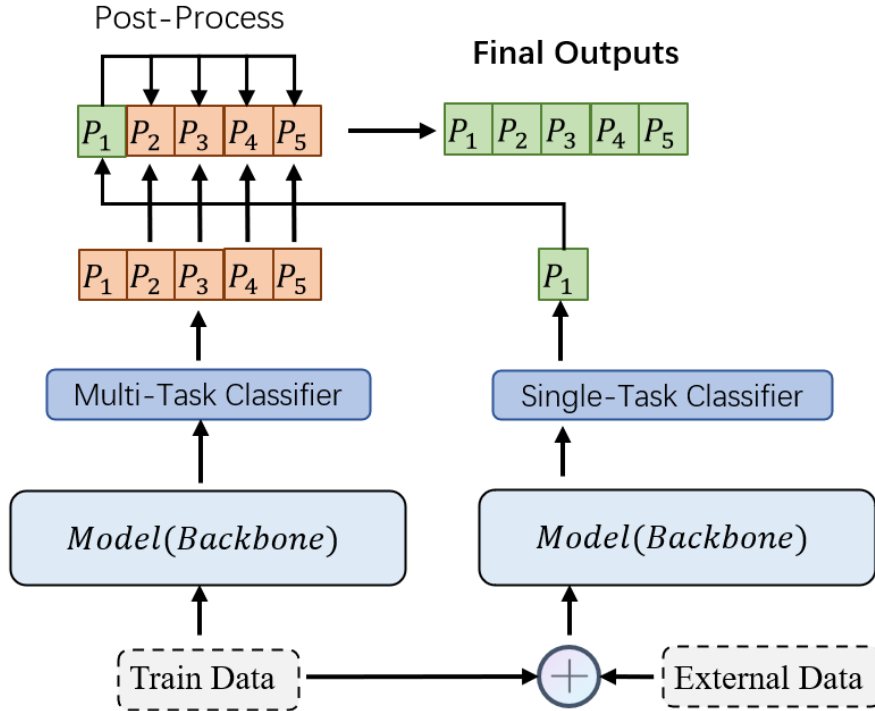 Post-Process
Final Outputs
P₁ P₂ P₃ P₄ P₅
P₁ P₂ P₃ P₄ P₅
P₁ P₂ P₃ P₄ P₅
P₁
Multi-Task Classifier
Single-Task Classifier
Model(Backbone)
Model(Backbone)
Train Data
External Data